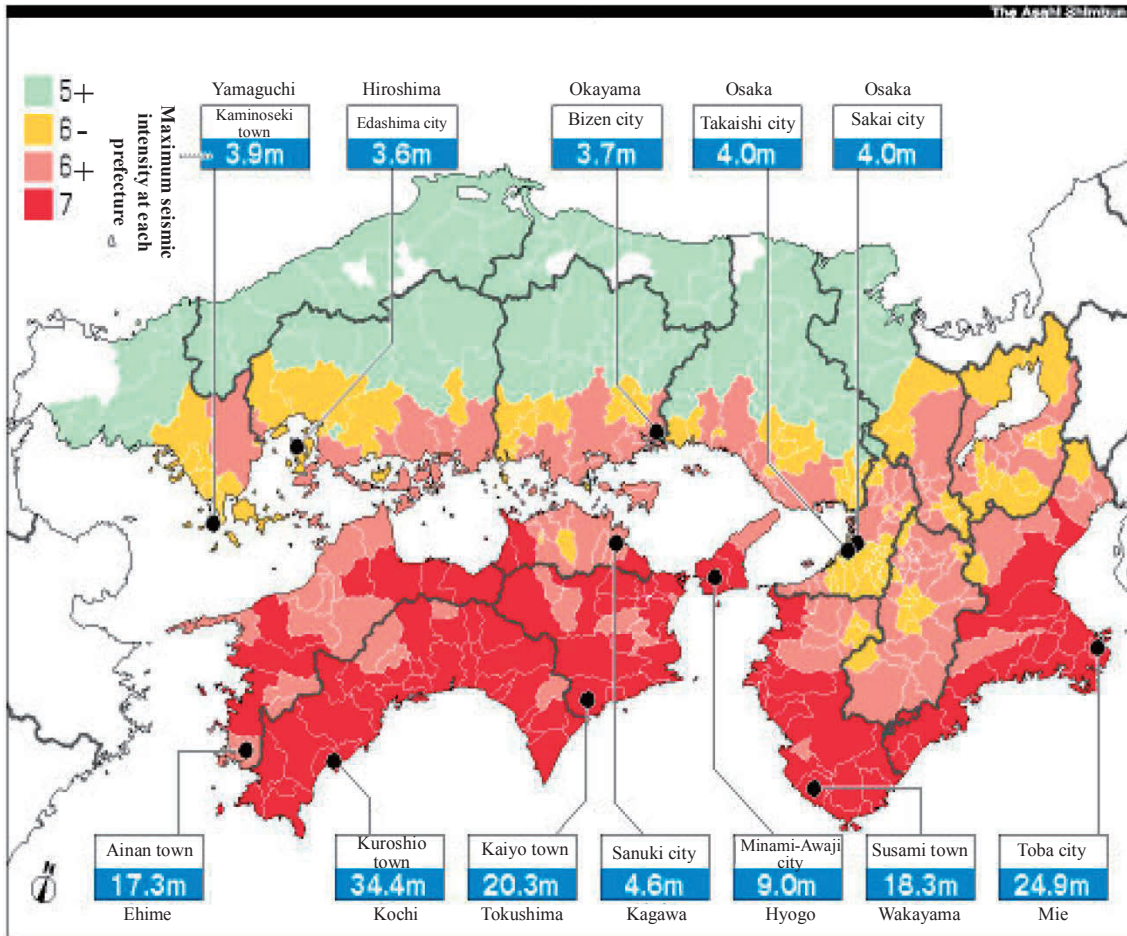 The Asahi Shimbun
5+
6-
6+
7
Maximum seismic
intensity at each
prefecture
Yamaguchi
Kaminoseki
town
3.9m
Hiroshima
Edashima city
3.6m
Okayama
Bizen city
3.7m
Osaka
Takaishi city
4.0m
Osaka
Sakai city
4.0m
N
Ainan town
17.3m
Ehime
Kuroshio
town
34.4m
Kochi
Kaiyo town
20.3m
Tokushima
Sanuki city
4.6m
Kagawa
Minami-Awaji
city
9.0m
Hyogo
Susami town
18.3m
Wakayama
Toba city
24.9m
Mie